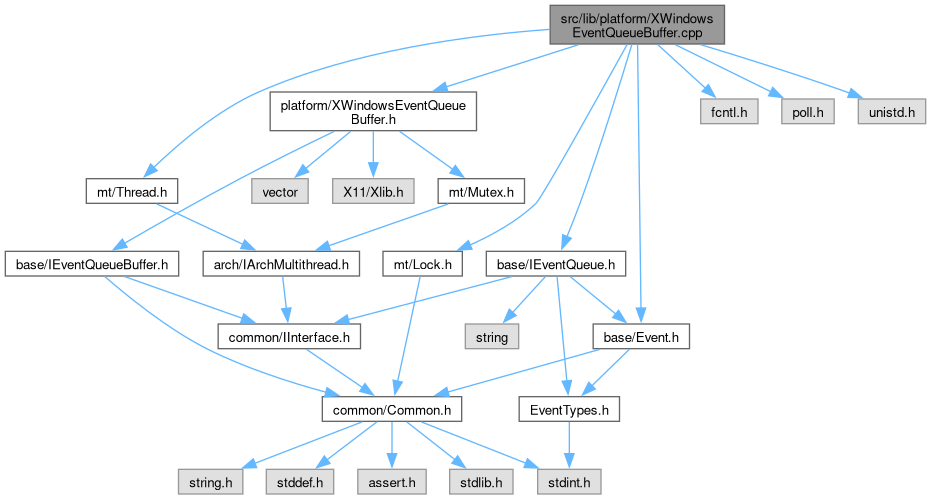 src/lib/platform/XWindows
EventQueueBuffer.cpp
platform/XWindowsEventQueue
Buffer.h
fcntl.h
poll.h
unistd.h
mt/Thread.h
vector
X11/Xlib.h
mt/Mutex.h
base/IEventQueueBuffer.h
arch/IArchMultithread.h
mt/Lock.h
base/IEventQueue.h
common/IInterface.h
string
base/Event.h
common/Common.h
EventTypes.h
string.h
stddef.h
assert.h
stdlib.h
stdint.h